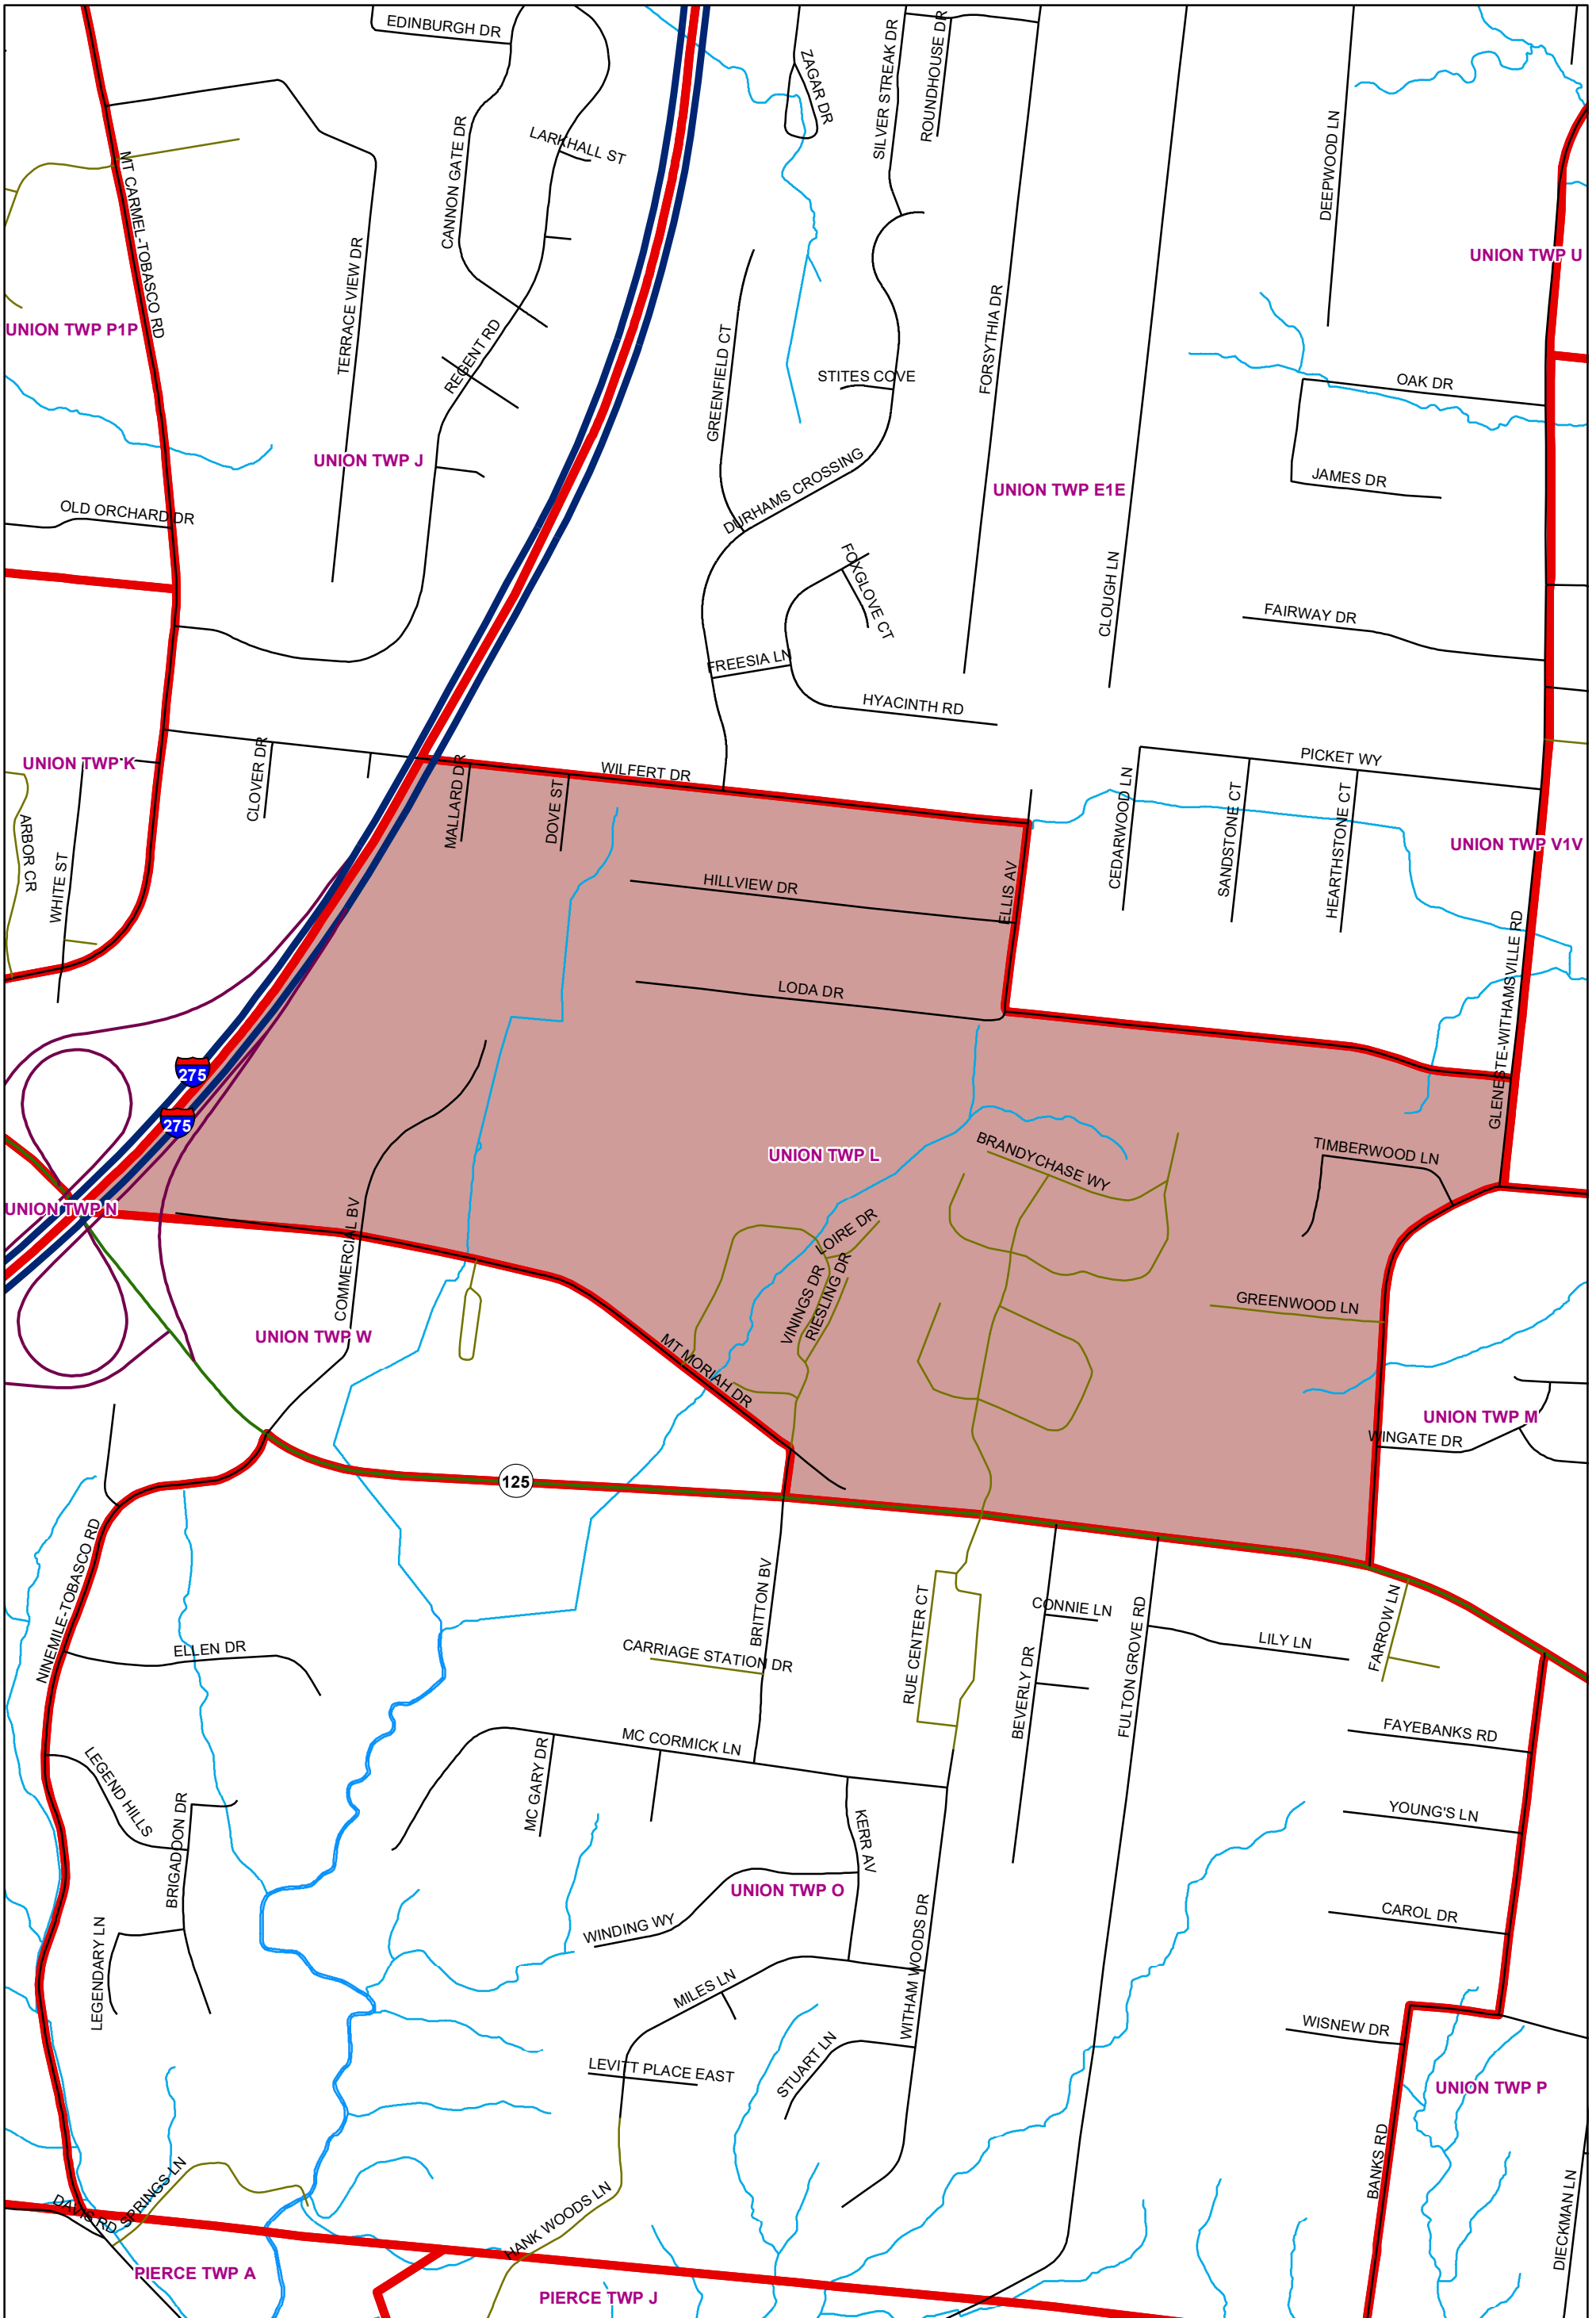 EDINBURGH DR
ZAGAR DR
SILVER STREAK DR
ROUNDHOUSE DR
LARKHALL ST
CANNON GATE DR
DEEPWOOD LN
MT CARMEL-TOBASCO RD
TERRACE VIEW DR
UNION TWP U
UNION TWP P1P
REGENT RD
GREENFIELD CT
FORSYTHIA DR
STITES COVE
OAK DR
UNION TWP J
JAMES DR
DURHAMS CROSSING
UNION TWP E1E
OLD ORCHARD DR
FOXGLOVE CT
CLOUGH LN
FAIRWAY DR
FREESIA LN
HYACINTH RD
UNION TWP K
CLOVER DR
MALLARD DR
WILFERT DR
DOVE ST
PICKET WY
CEDARWOOD LN
SANDSTONE CT
HEARTHSTONE CT
ARBOR CR
WHITE ST
UNION TWP V1V
HILLVIEW DR
ELLIS AV
LODA DR
GLENESTE-WITHAMSVILLE RD
275
275
UNION TWP L
BRANDYCHASE WY
TIMBERWOOD LN
UNION TWP N
COMMERCIAL BV
LOIRE DR
VININGS DR
RIESLING DR
GREENWOOD LN
UNION TWP W
MT MORIAH DR
UNION TWP M
WINGATE DR
125
NINEMILE-TOBASCO RD
BRITTON BV
CONNIE LN
RUE CENTER CT
FULTON GROVE RD
FARROW LN
ELLEN DR
CARRIAGE STATION DR
LILY LN
BEVERLY DR
FAYEBANKS RD
MC CORMICK LN
MC GARY DR
LEGEND HILLS
BRIGADOON DR
YOUNG'S LN
KERR AV
UNION TWP O
CAROL DR
WINDING WY
WITHAM WOODS DR
LEGENDARY LN
MILES LN
WISNEW DR
STUART LN
LEVITT PLACE EAST
UNION TWP P
BANKS RD
DIECKMAN LN
SPRINGS LN
DAVIS RD
HANK WOODS LN
PIERCE TWP A
PIERCE TWP J